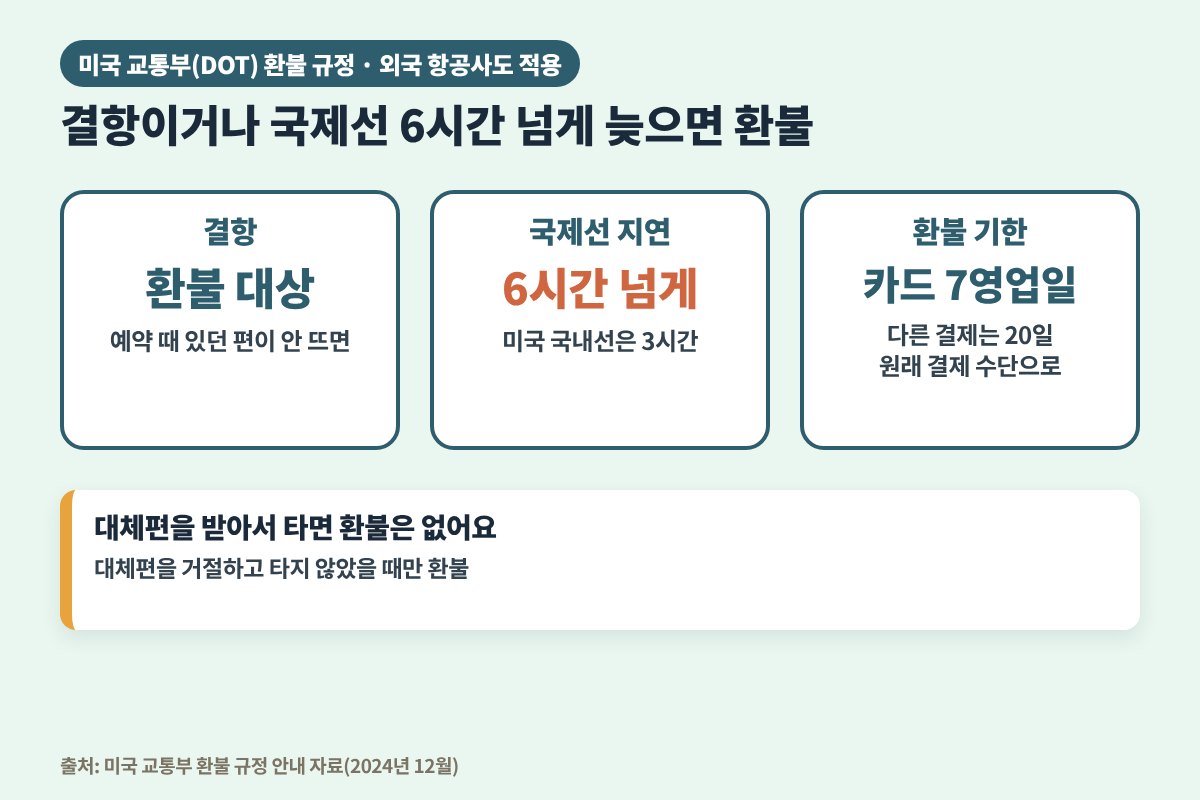 미국 교통부(DOT) 환불 규정 · 외국 항공사도 적용
결항이거나 국제선 6시간 넘게 늦으면 환불
결항
환불 대상
예약 때 있던 편이 안 뜨면
국제선 지연
6시간 넘게
미국 국내선은 3시간
환불 기한
카드 7영업일
다른 결제는 20일
원래 결제 수단으로
대체편을 받아서 타면 환불은 없어요
대체편을 거절하고 타지 않았을 때만 환불
출처: 미국 교통부 환불 규정 안내 자료(2024년 12월)